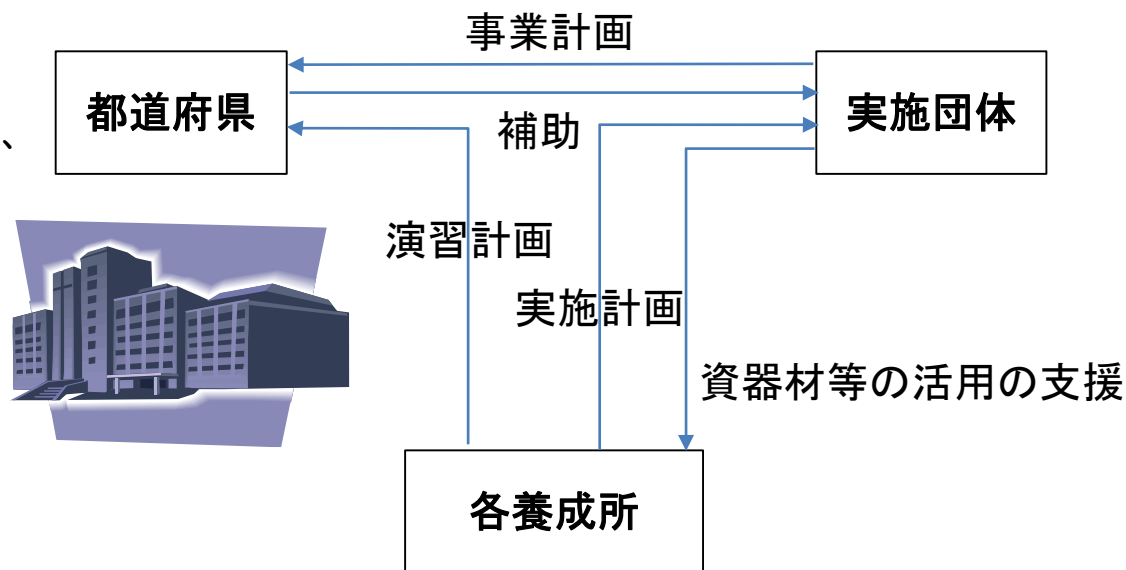 事業計画
都道府県
実施団体
、
補助
演習計画
実施計画
資器材等の活用の支援
各養成所